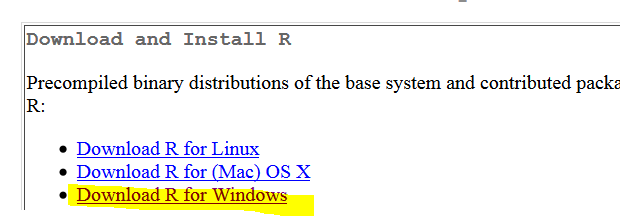 Download and Install R
Precompiled binary distributions of the base system and contributed
R:
Download R for Linux
Download R for (Mac) OS X
Download R for Windows